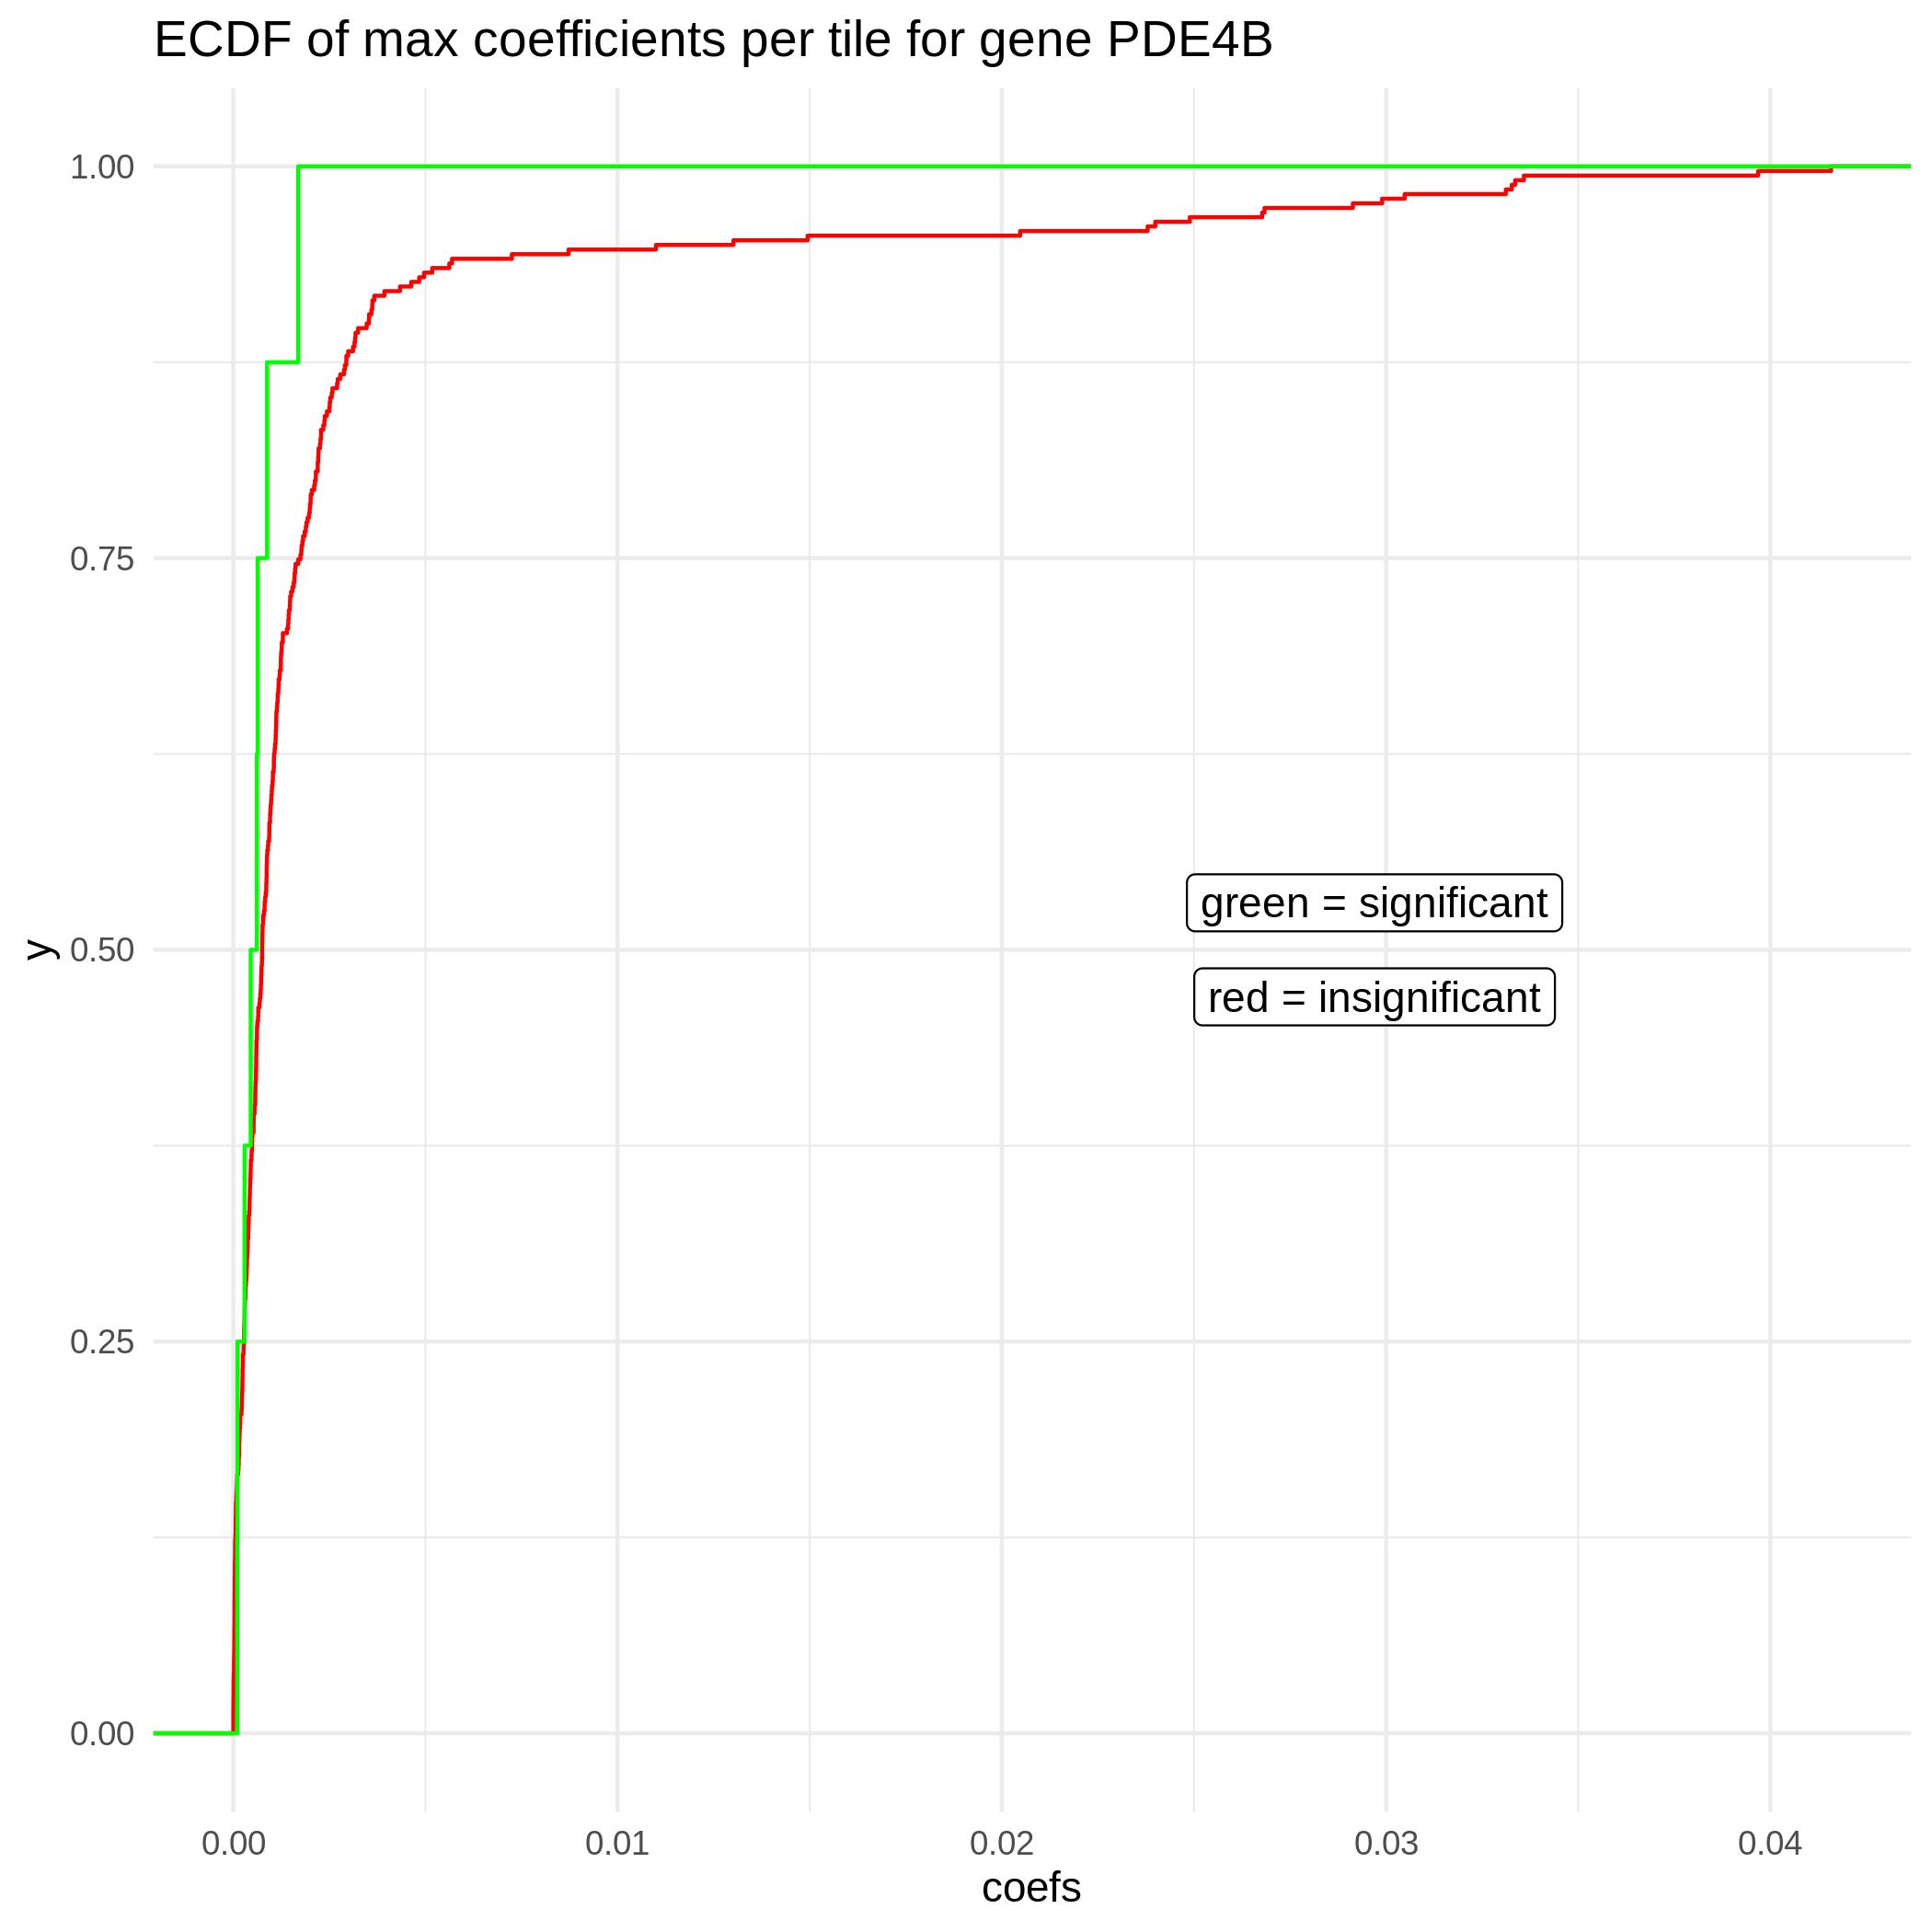 ECDF of max coefficients per tile for gene PDE4B
1.00
0.75
y
0.50
0.25
0.00
green = significant
red = insignificant
0.00 0.01 0.02 0.03 0.04
coefs